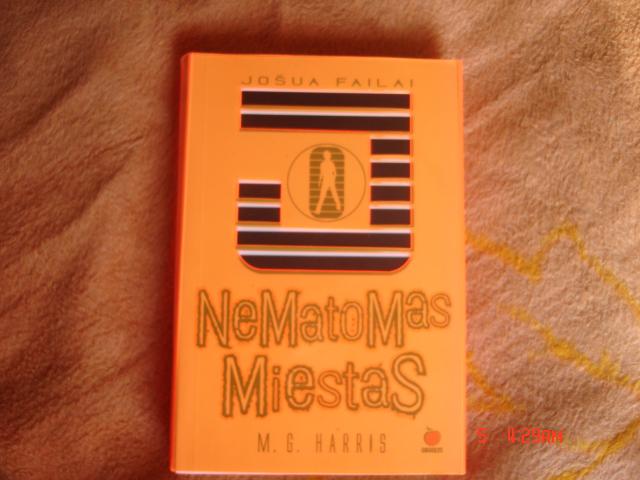 JOŠUA FAILAI
NeMatoMas
MiestaS
M. G. HARRIS